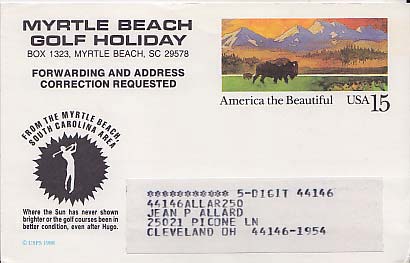 MYRTLE BEACH
GOLF HOLIDAY
BOX 1323, MYRTLE BEACH, SC 29578
FORWARDING AND ADDRESS
CORRECTION REQUESTED
America the Beautiful USA 15
FROM THE MYRTLE BEACH,
SOUTH CAROLINA AREA
Where the Sun has never shown
brighter or the golf courses been in
better condition, even after Hugo.
© USPS 1988
*********** 5-DIGIT 44146
44146ALLAR250
JEAN P ALLARD
25021 PICONE LN
CLEVELAND OH 44146-1954